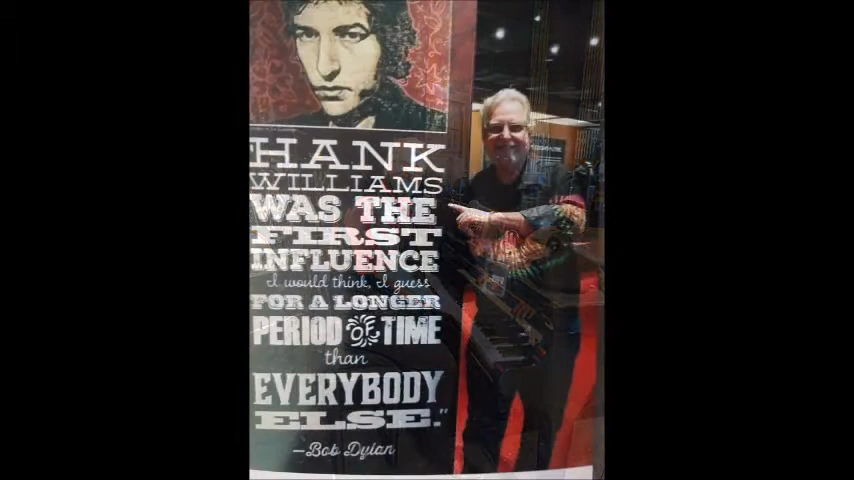 HANK
WILLIAMS
WAS THE
FIRST
INFLUENCE
I would think, I guess
FOR A LONGER
PERIOD OF TIME
than
EVERYBODY
ELSE."
—Bob Dylan